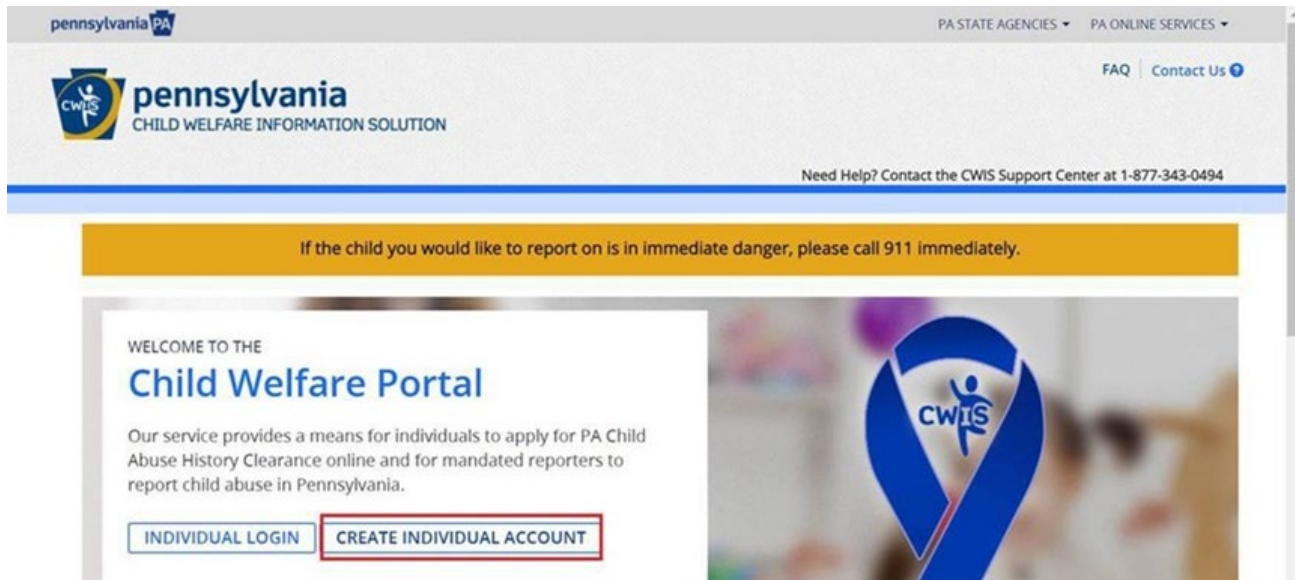 pennsylvania PA
PA STATE AGENCIES PA ONLINE SERVICES
FAQ Contact Us ?
CWIS
pennsylvania
CHILD WELFARE INFORMATION SOLUTION
Need Help? Contact the CWIS Support Center at 1-877-343-0494
If the child you would like to report on is in immediate danger, please call 911 immediately.
WELCOME TO THE
Child Welfare Portal
Our service provides a means for individuals to apply for PA Child
Abuse History Clearance online and for mandated reporters to
report child abuse in Pennsylvania.
INDIVIDUAL LOGIN CREATE INDIVIDUAL ACCOUNT
CWIS